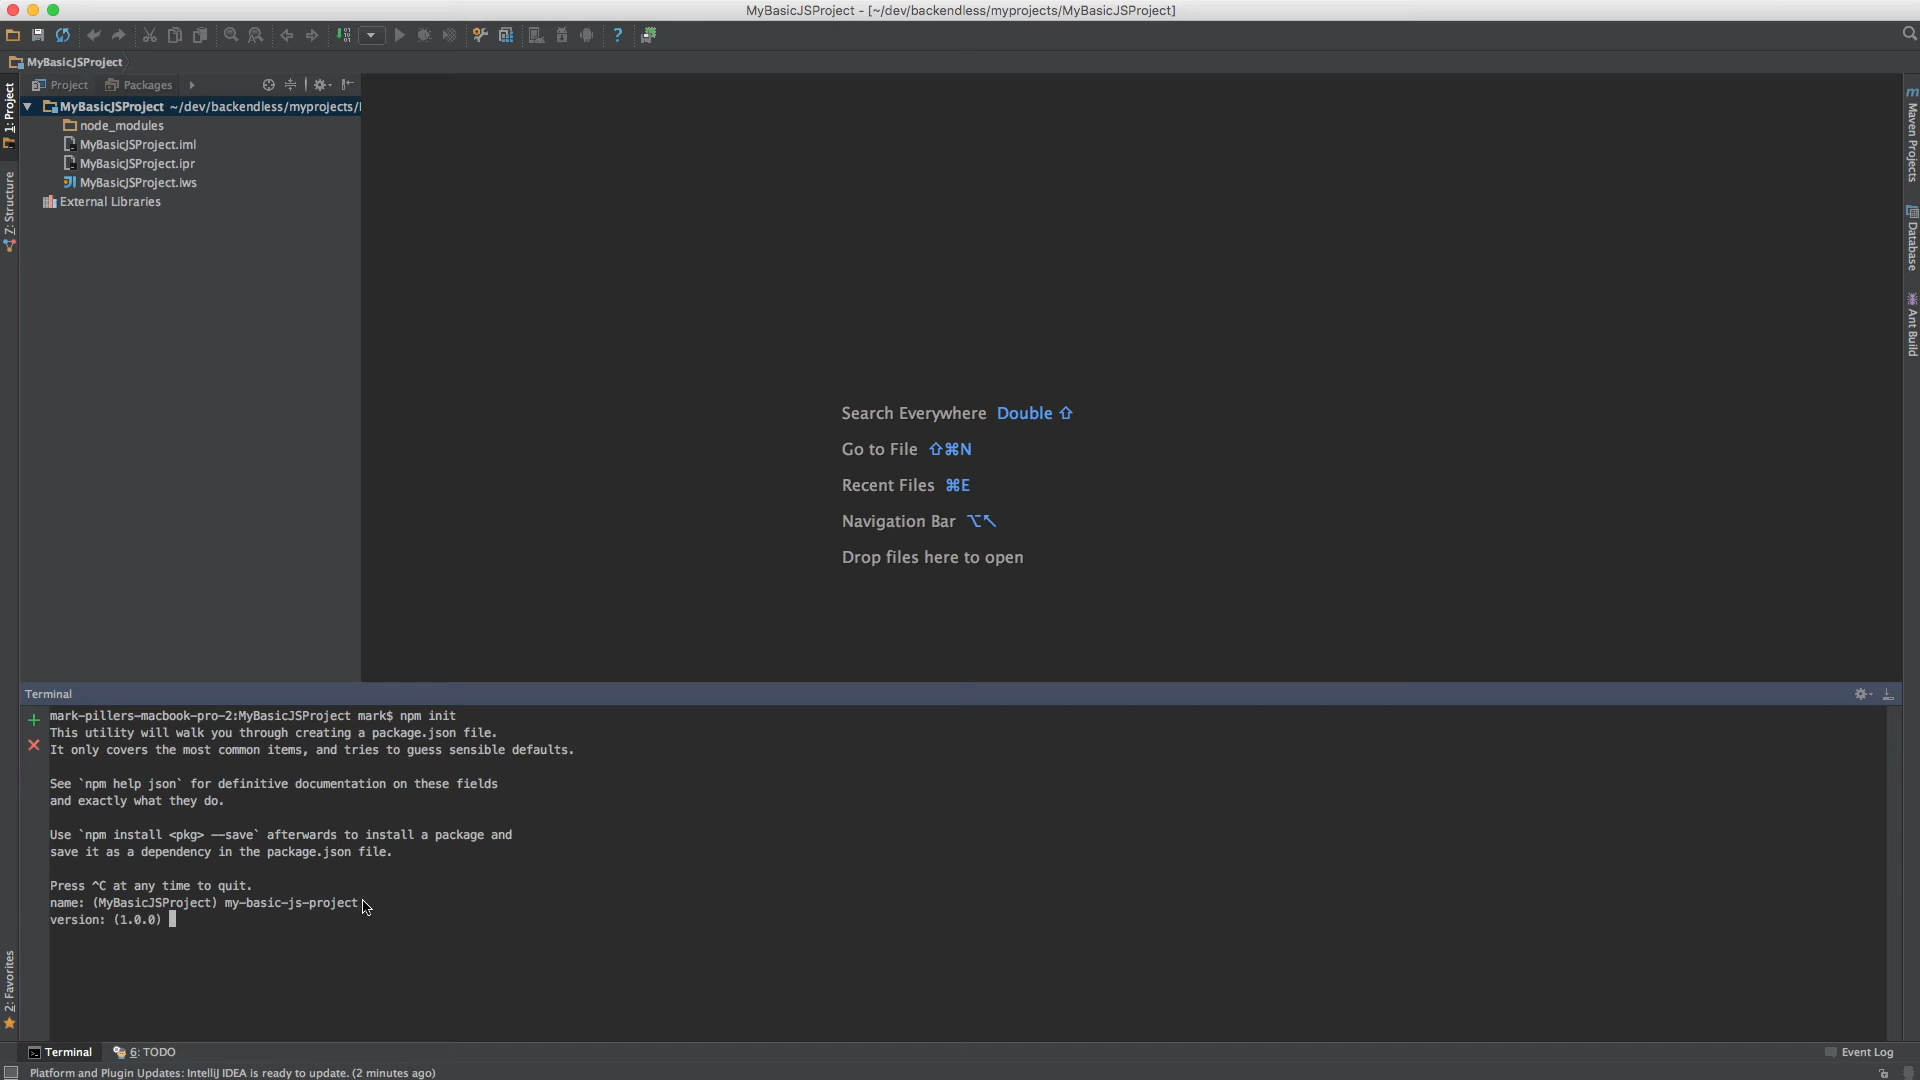 MyBasicJSProject - [~/dev/backendless/myprojects/MyBasicJSProject]
MyBasicJSProject
Project
Packages
1: Project
MyBasicJSProject ~/dev/backendless/myprojects/
node_modules
MyBasicJSProject.iml
MyBasicJSProject.ipr
MyBasicJSProject.iws
External Libraries
Z: Structure
Maven Projects
Database
Ant Build
Search Everywhere Double ⇧
Go to File ⇧⌘N
Recent Files ⌘E
Navigation Bar ⌥↖
Drop files here to open
Terminal
mark-pillers-macbook-pro-2:MyBasicJSProject mark$ npm init
This utility will walk you through creating a package.json file.
It only covers the most common items, and tries to guess sensible defaults.
See `npm help json` for definitive documentation on these fields
and exactly what they do.
Use `npm install <pkg> --save` afterwards to install a package and
save it as a dependency in the package.json file.
Press ^C at any time to quit.
name: (MyBasicJSProject) my-basic-js-project
version: (1.0.0)
2: Favorites
Terminal
6: TODO
Event Log
Platform and Plugin Updates: IntelliJ IDEA is ready to update. (2 minutes ago)